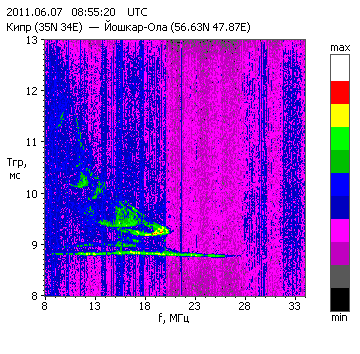 2011.06.07 08:55:20 UTC
Кипр (35N 34E) — Йошкар-Ола (56.63N 47.87E)
13
12
11
Тгр,
мс
10
9
8
8 13 18 23 28 33
f, МГц
max
min